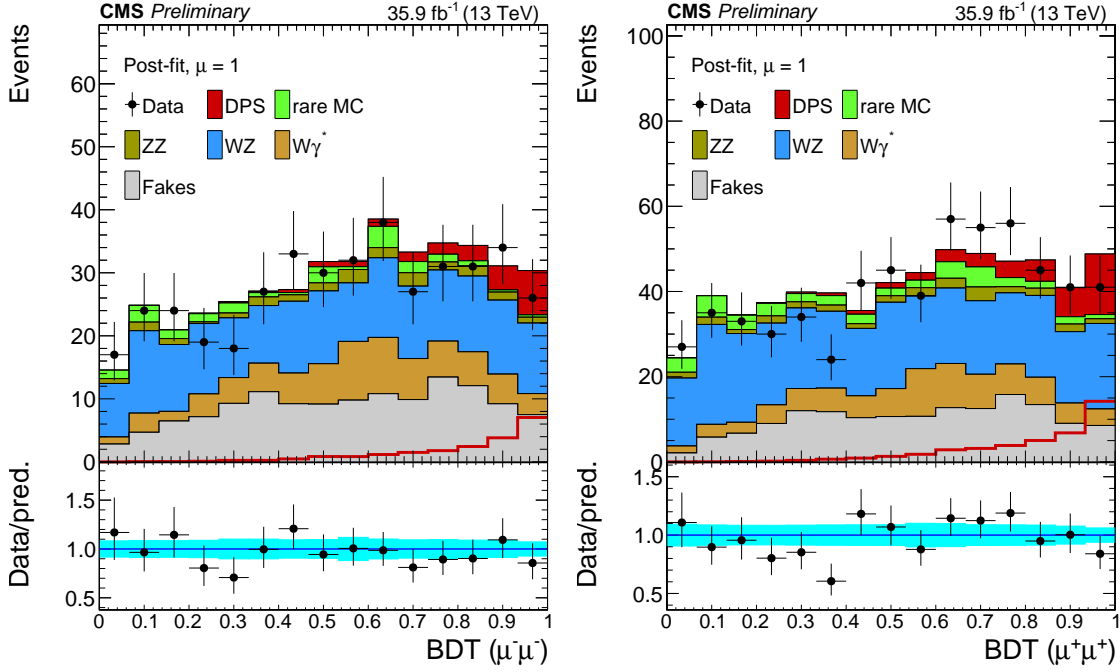 CMS Preliminary 35.9 fb⁻¹ (13 TeV)
Events
Post-fit, μ = 1
Data DPS rare MC
ZZ WZ Wγ*
Fakes
60
50
40
30
20
10
0
Data/pred.
1.5
1.0
0.5
0 0.1 0.2 0.3 0.4 0.5 0.6 0.7 0.8 0.9 1
BDT (μ⁻μ⁻)
CMS Preliminary 35.9 fb⁻¹ (13 TeV)
Events
Post-fit, μ = 1
Data DPS rare MC
ZZ WZ Wγ*
Fakes
100
80
60
40
20
0
Data/pred.
1.5
1.0
0.5
0 0.1 0.2 0.3 0.4 0.5 0.6 0.7 0.8 0.9 1
BDT (μ⁺μ⁺)